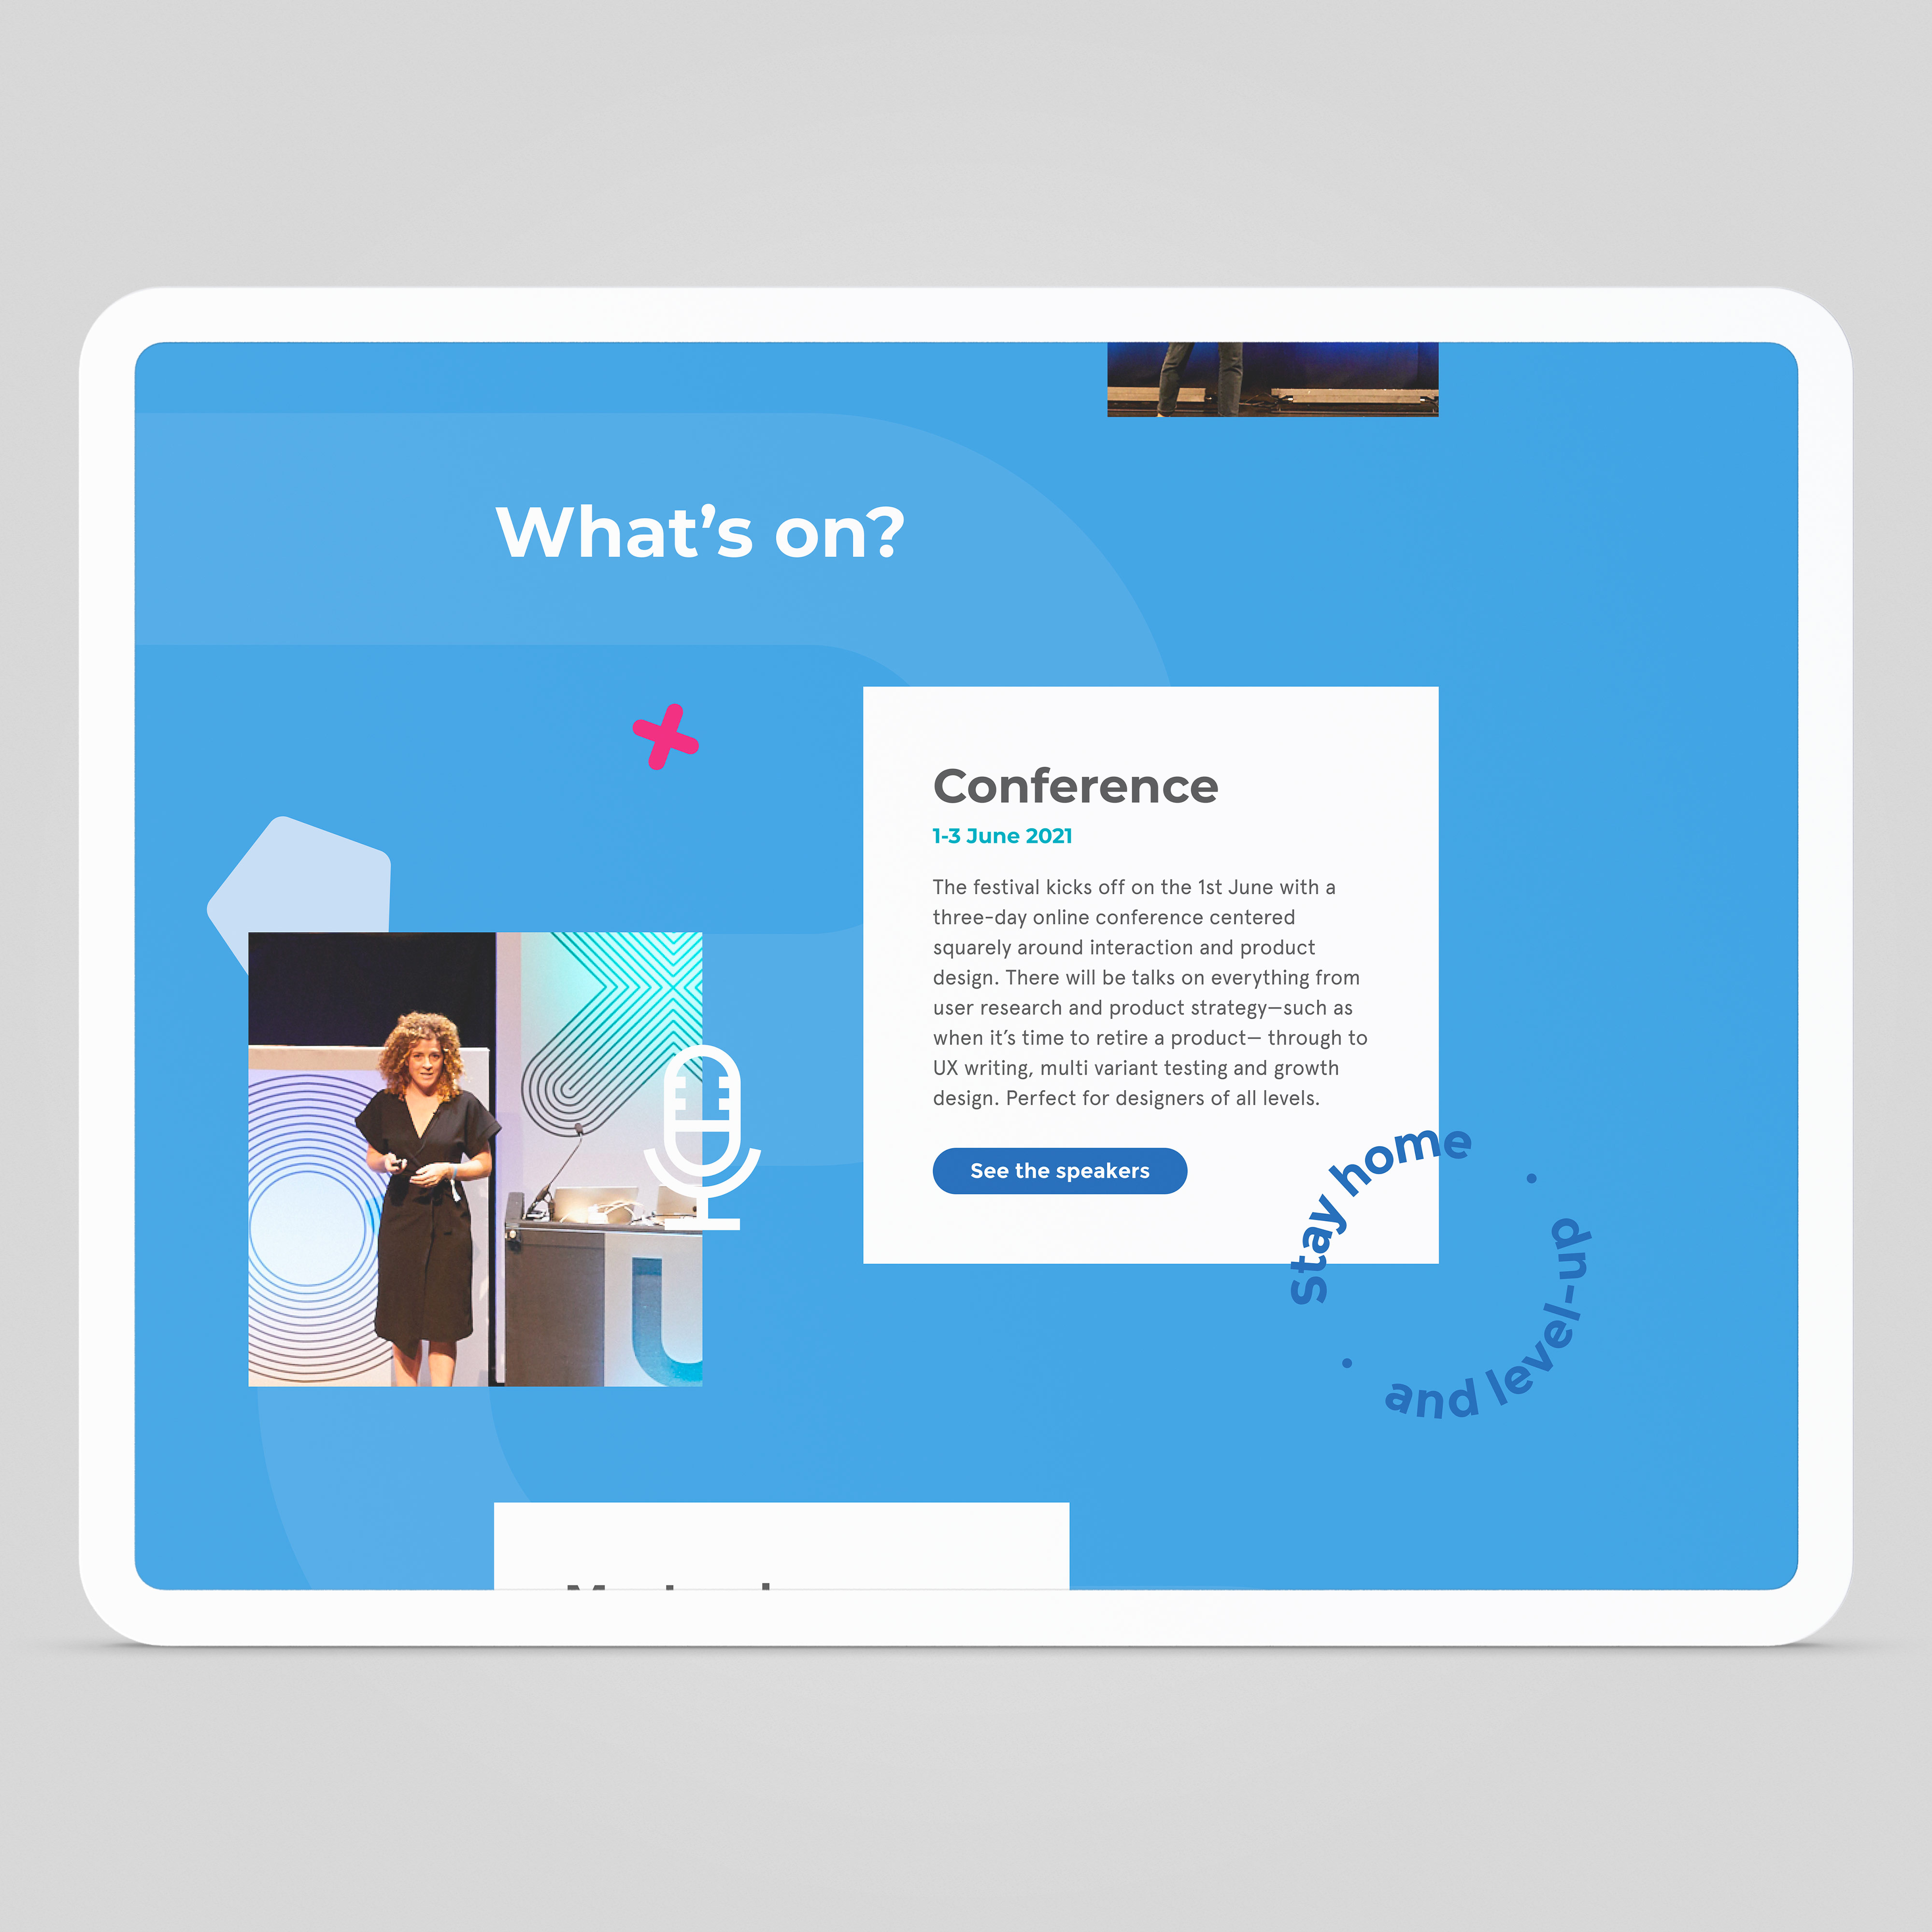 What’s on?
Conference
1-3 June 2021
The festival kicks off on the 1st June with a
three-day online conference centered
squarely around interaction and product
design. There will be talks on everything from
user research and product strategy—such as
when it’s time to retire a product— through to
UX writing, multi variant testing and growth
design. Perfect for designers of all levels.
See the speakers
stay home •
and level-up •